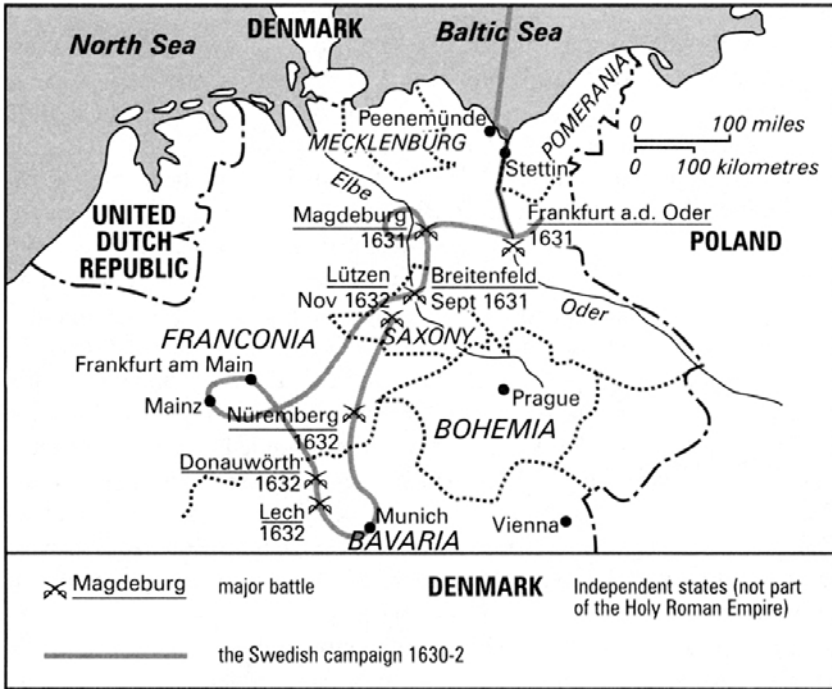 North Sea
DENMARK
Baltic Sea
Peenemünde
MECKLENBURG
POMERANIA
Stettin
0 100 miles
0 100 kilometres
Elbe
UNITED
DUTCH
REPUBLIC
Magdeburg
1631
Frankfurt a.d. Oder
1631
POLAND
Lützen
Nov 1632
Breitenfeld
Sept 1631
Oder
FRANCONIA
SAXONY
Frankfurt am Main
Mainz
Prague
Nüremberg
1632
BOHEMIA
Donauwörth
1632
Lech
1632
Munich
BAVARIA
Vienna
Magdeburg major battle
DENMARK Independent states (not part
of the Holy Roman Empire)
the Swedish campaign 1630-2